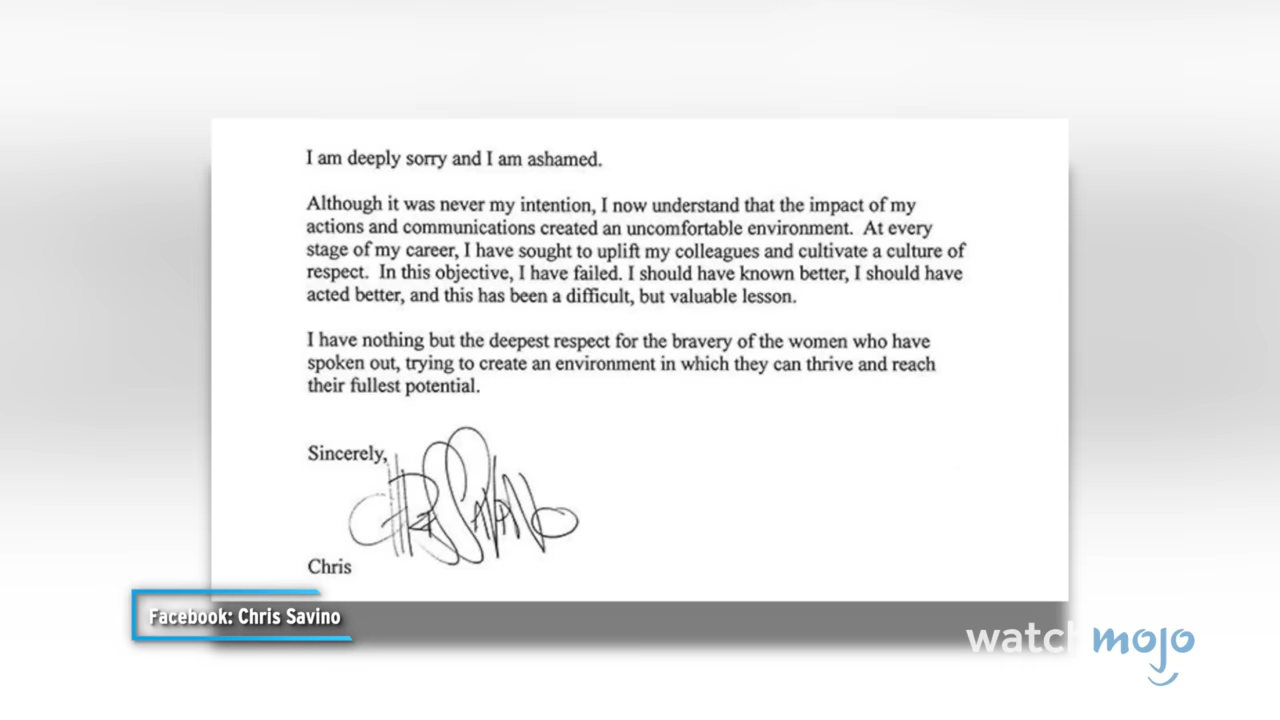 I am deeply sorry and I am ashamed.
Although it was never my intention, I now understand that the impact of my
actions and communications created an uncomfortable environment. At every
stage of my career, I have sought to uplift my colleagues and cultivate a culture of
respect. In this objective, I have failed. I should have known better, I should have
acted better, and this has been a difficult, but valuable lesson.
I have nothing but the deepest respect for the bravery of the women who have
spoken out, trying to create an environment in which they can thrive and reach
their fullest potential.
Sincerely,
Chris Savino
Chris
Facebook: Chris Savino
watchmojo